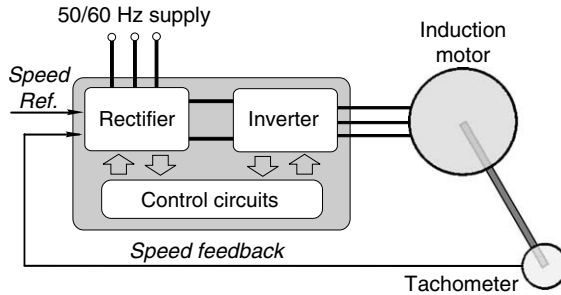 50/60 Hz supply
Induction
motor
Speed
Ref.
Rectifier
Inverter
Control circuits
Speed feedback
Tachometer